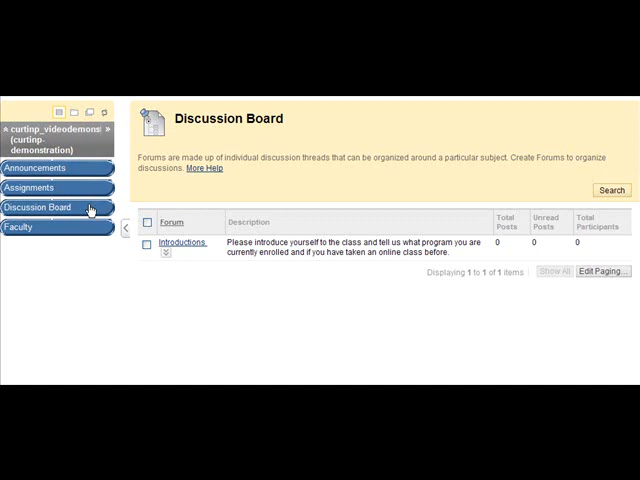 curtinp_videodemons
(curtinp-
demonstration)
Announcements
Assignments
Discussion Board
Faculty
Discussion Board
Forums are made up of individual discussion threads that can be organized around a particular subject. Create Forums to organize
discussions. More Help
Search
Forum Description Total Posts Unread Posts Total Participants
Introductions Please introduce yourself to the class and tell us what program you are 0 0 0
currently enrolled and if you have taken an online class before.
Displaying 1 to 1 of 1 items Show All Edit Paging...